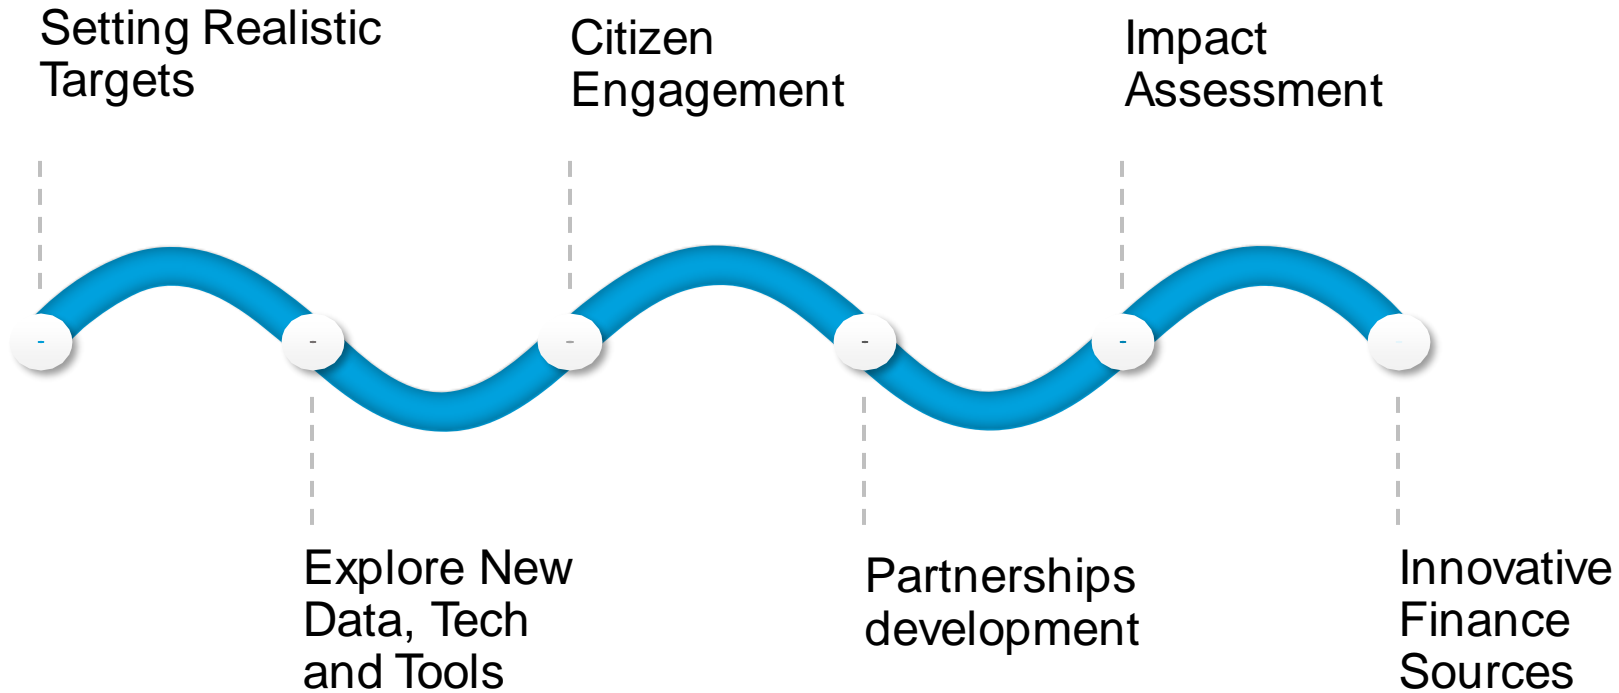 Setting Realistic
Targets
Citizen
Engagement
Impact
Assessment
Explore New
Data, Tech
and Tools
Partnerships
development
Innovative
Finance
Sources